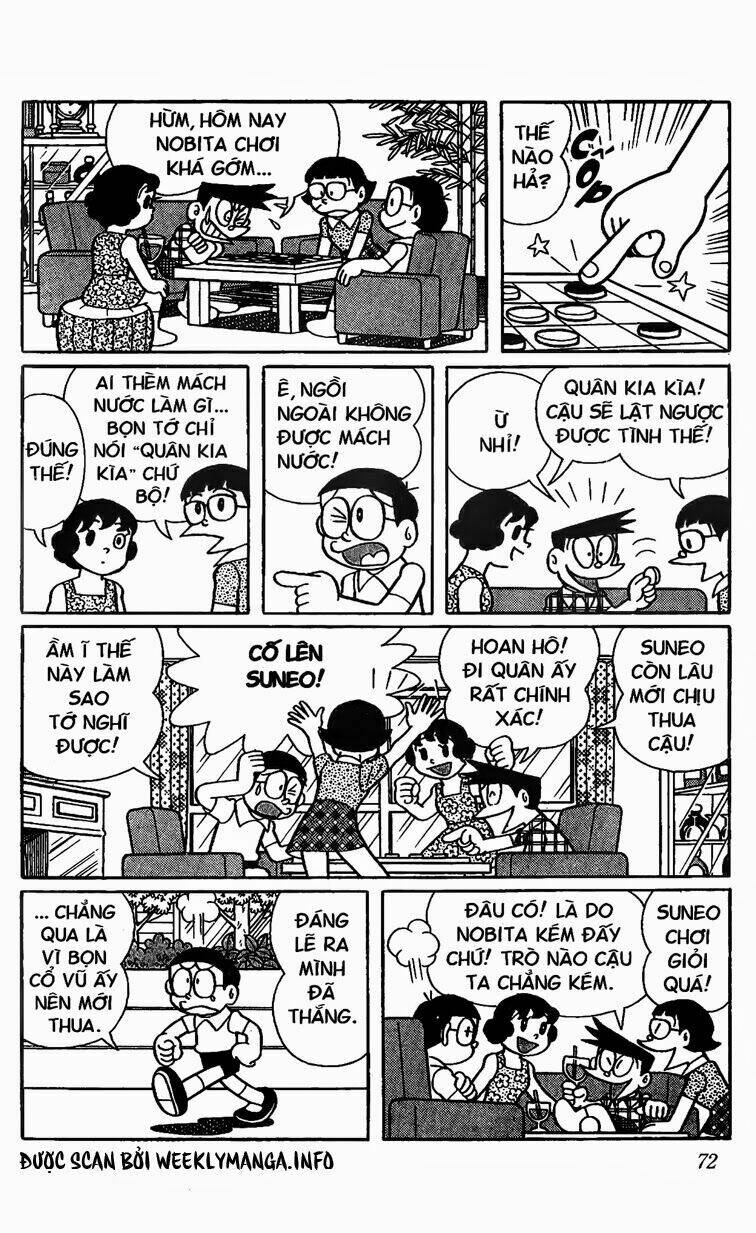 THẾ
NÀO
HẢ?
CỘP
HỪM, HÔM NAY
NOBITA CHƠI
KHÁ GỚM...
QUÂN KIA KÌA!
CẬU SẼ LẬT NGƯỢC
ĐƯỢC TÌNH THẾ!
Ừ
NHỈ!
Ê, NGỒI
NGOÀI KHÔNG
ĐƯỢC MÁCH
NƯỚC!
AI THÈM MÁCH
NƯỚC LÀM GÌ...
BỌN TỚ CHỈ
NÓI “QUÂN KIA
KÌA” CHỨ
BỘ!
ĐÚNG
THẾ!
SUNEO
CÒN LÂU
MỚI CHỊU
THUA
CẬU!
HOAN HÔ!
ĐI QUÂN ẤY
RẤT CHÍNH
XÁC!
CỐ LÊN
SUNEO!
ẦM Ĩ THẾ
NÀY LÀM
SAO
TỚ NGHĨ
ĐƯỢC!
SUNEO
CHƠI
GIỎI
QUÁ!
ĐÂU CÓ! LÀ DO
NOBITA KÉM ĐẤY
CHỨ! TRÒ NÀO CẬU
TA CHẲNG KÉM.
ĐÁNG
LẼ RA
MÌNH
ĐÃ
THẮNG.
... CHẲNG
QUA LÀ
VÌ BỌN
CỔ VŨ ẤY
NÊN MỚI
THUA.
ĐƯỢC SCAN BỞI WEEKLYMANGA.INFO
72